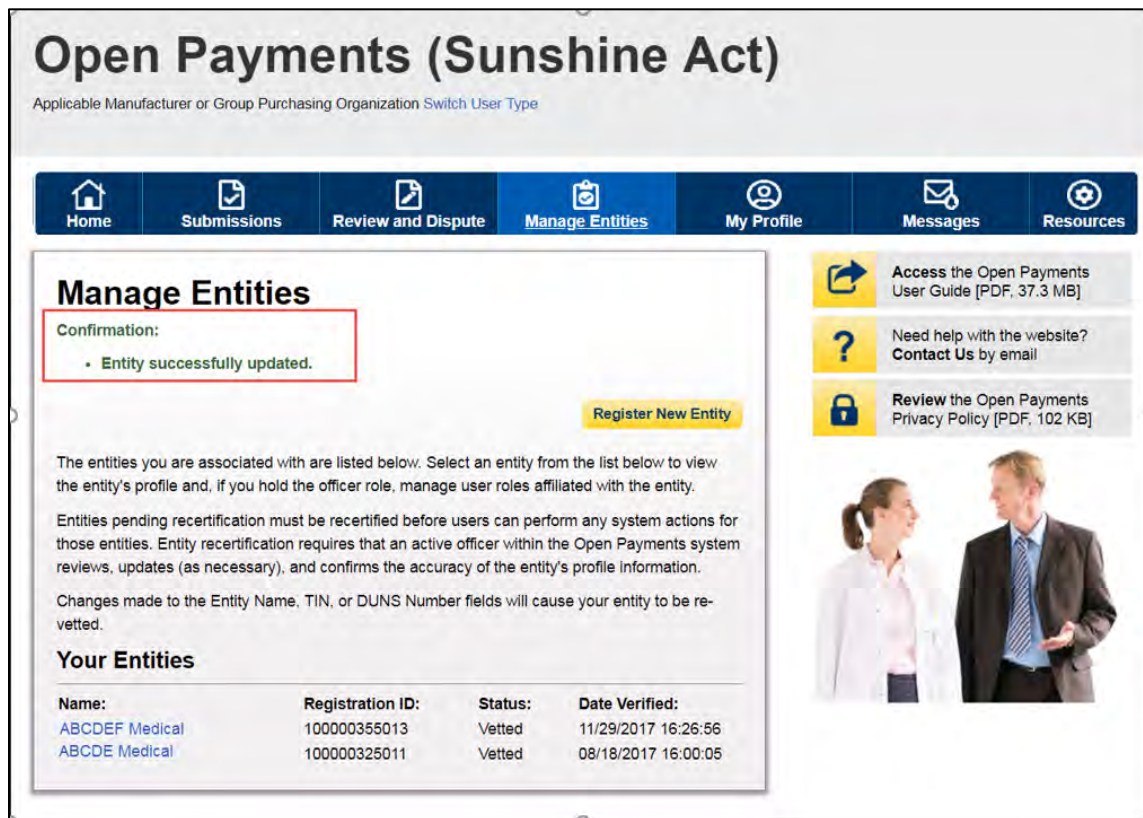 Open Payments (Sunshine Act)
Applicable Manufacturer or Group Purchasing Organization Switch User Type
Home Submissions Review and Dispute Manage Entities My Profile Messages Resources
Manage Entities
Confirmation:
• Entity successfully updated.
Register New Entity
The entities you are associated with are listed below. Select an entity from the list below to view
the entity's profile and, if you hold the officer role, manage user roles affiliated with the entity.
Entities pending recertification must be recertified before users can perform any system actions for
those entities. Entity recertification requires that an active officer within the Open Payments system
reviews, updates (as necessary), and confirms the accuracy of the entity's profile information.
Changes made to the Entity Name, TIN, or DUNS Number fields will cause your entity to be re-
vetted.
Your Entities
Name: Registration ID: Status: Date Verified:
ABCDEF Medical 100000355013 Vetted 11/29/2017 16:26:56
ABCDE Medical 100000325011 Vetted 08/18/2017 16:00:05
Access the Open Payments
User Guide [PDF, 37.3 MB]
?
Need help with the website?
Contact Us by email
Review the Open Payments
Privacy Policy [PDF, 102 KB]